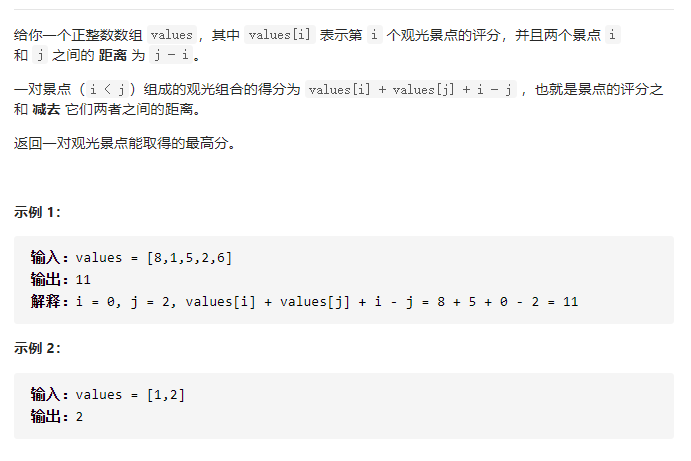 给你一个正整数数组 values，其中 values[i] 表示第 i 个观光景点的评分，并且两个景点 i
和 j 之间的 距离 为 j - i。
一对景点（i < j）组成的观光组合的得分为 values[i] + values[j] + i - j ，也就是景点的评分之
和 减去 它们两者之间的距离。
返回一对观光景点能取得的最高分。
示例 1：
输入：values = [8,1,5,2,6]
输出：11
解释：i = 0, j = 2, values[i] + values[j] + i - j = 8 + 5 + 0 - 2 = 11
示例 2：
输入：values = [1,2]
输出：2